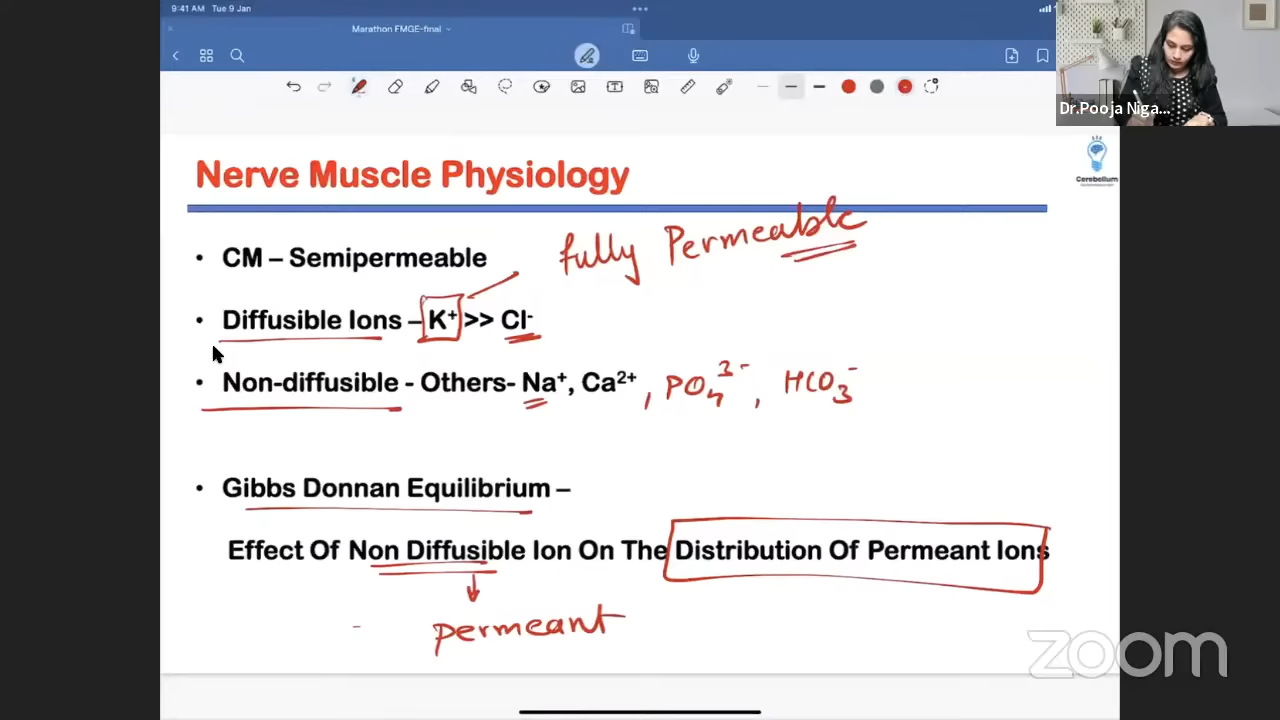 9:41 AM Tue 9 Jan
Marathon FMGE-final
Dr.Pooja Niga...
Cerebellum
Nerve Muscle Physiology
fully Permeable
• CM – Semipermeable
• Diffusible Ions – K⁺ >> Cl⁻
• Non-diffusible - Others- Na⁺, Ca²⁺, PO₄³⁻, HCO₃⁻
• Gibbs Donnan Equilibrium –
Effect Of Non Diffusible Ion On The Distribution Of Permeant Ions
permeant
zoom